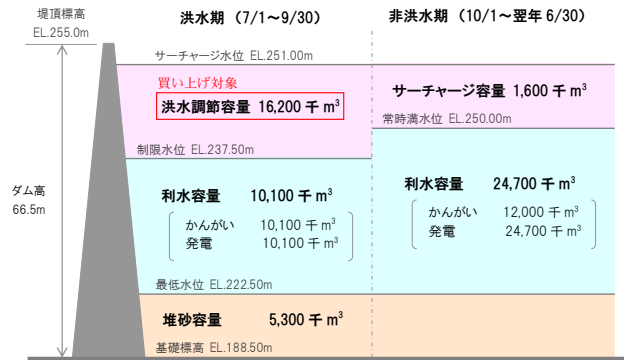 堤頂標高
EL.255.0m
洪水期（7/1～9/30）
非洪水期（10/1～翌年 6/30）
サーチャージ水位 EL.251.00m
買い上げ対象
洪水調節容量 16,200 千 m³
サーチャージ容量 1,600 千 m³
常時満水位 EL.250.00m
制限水位 EL.237.50m
ダム高
66.5m
利水容量 10,100 千 m³
かんがい 10,100 千 m³
発電 10,100 千 m³
利水容量 24,700 千 m³
かんがい 12,000 千 m³
発電 24,700 千 m³
最低水位 EL.222.50m
堆砂容量 5,300 千 m³
基礎標高 EL.188.50m